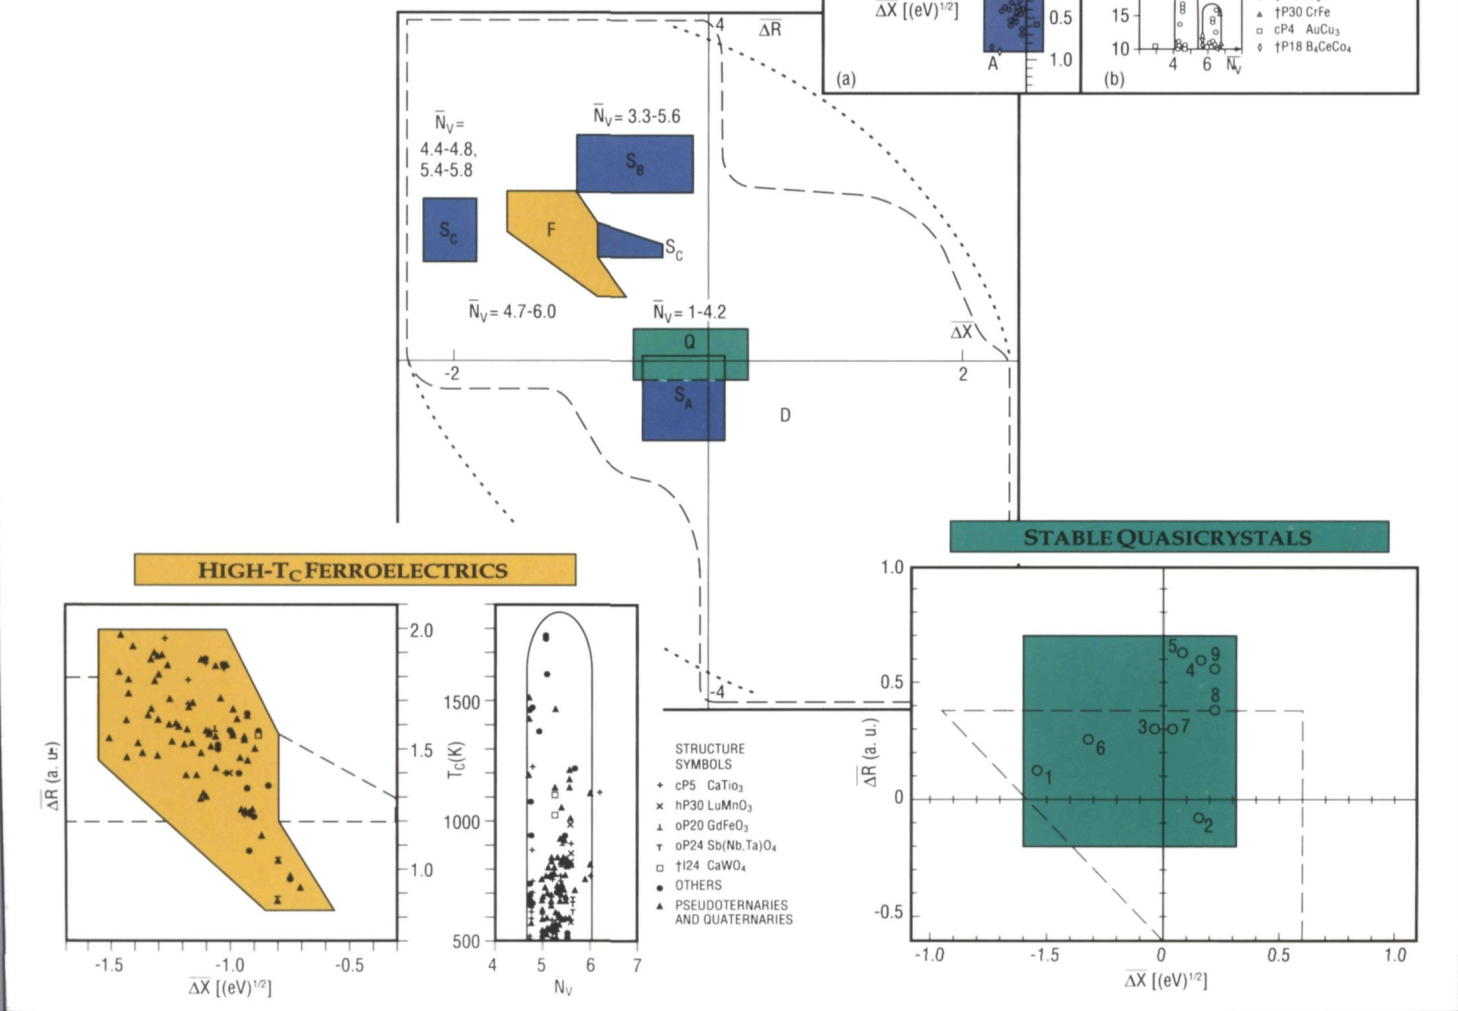 ΔX [(eV)1/2]
0.5
1.0
A
(a)
15
10
4
6
N̅V
(b)
†P30 CrFe
cP4 AuCu3
†P18 B4CeCo4
4
ΔR
N̅V =
4.4-4.8,
5.4-5.8
N̅V = 3.3-5.6
SB
SC
F
SC
N̅V = 4.7-6.0
N̅V = 1-4.2
Q
ΔX
-2
2
SA
D
-4
HIGH-TC FERROELECTRICS
ΔR (a. u.)
2.0
1.5
1.0
-1.5
-1.0
-0.5
ΔX [(eV)1/2]
TC(K)
1500
1000
500
4
5
6
7
NV
STRUCTURE
SYMBOLS
+ cP5 CaTio3
× hP30 LuMnO3
⊥ oP20 GdFeO3
⊤ oP24 Sb(Nb,Ta)O4
□ †I24 CaWO4
● OTHERS
▲ PSEUDOTERNARIES
AND QUATERNARIES
STABLE QUASICRYSTALS
ΔR (a. u.)
1.0
0.5
0
-0.5
5
4
9
8
3
7
6
1
2
-1.0
-1.5
0
0.5
1.0
ΔX [(eV)1/2]